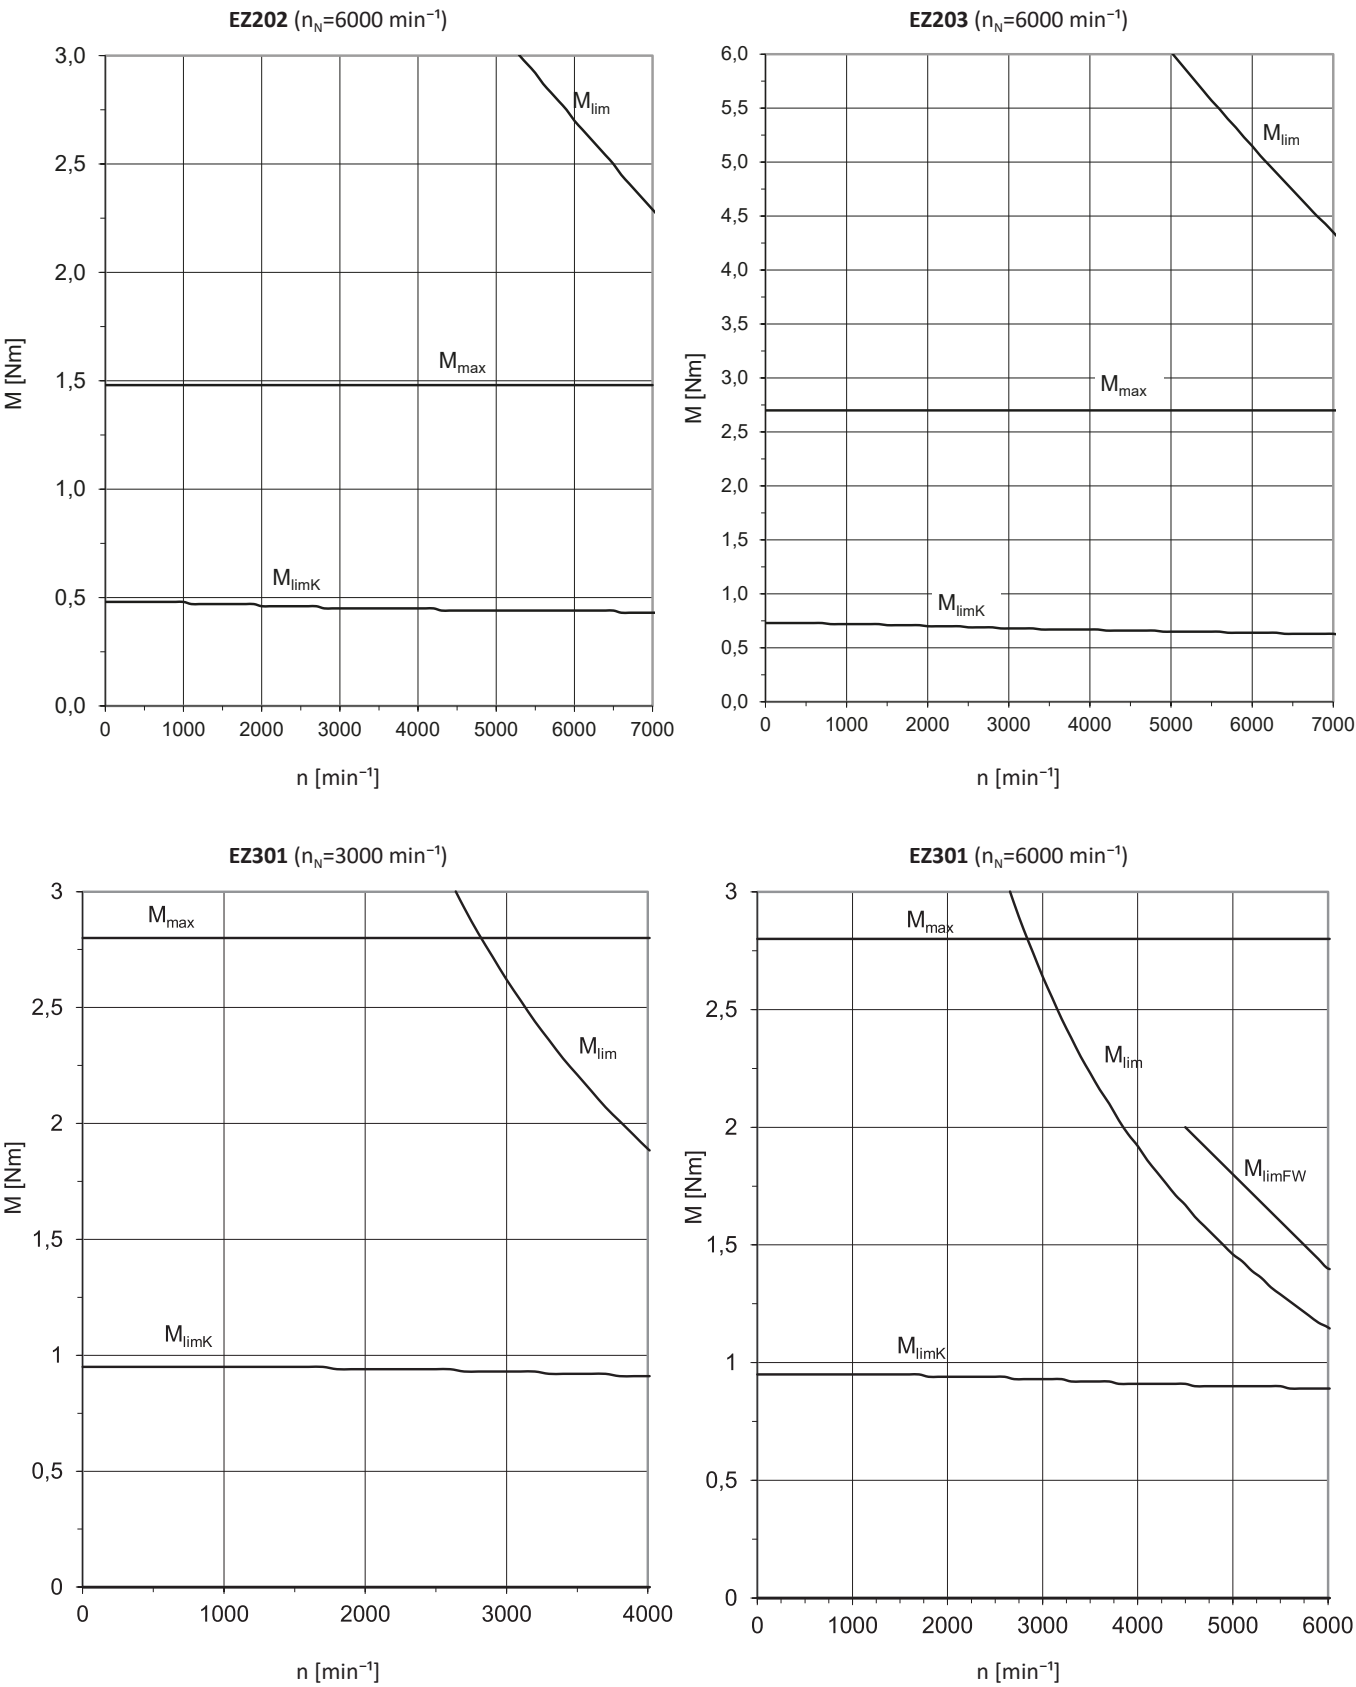 EZ202 (nN=6000 min⁻¹)
3,0
2,5
2,0
1,5
1,0
0,5
0,0
M [Nm]
Mlim
Mmax
MlimK
0 1000 2000 3000 4000 5000 6000 7000
n [min⁻¹]
EZ203 (nN=6000 min⁻¹)
6,0
5,5
5,0
4,5
4,0
3,5
3,0
2,5
2,0
1,5
1,0
0,5
0,0
M [Nm]
Mlim
Mmax
MlimK
0 1000 2000 3000 4000 5000 6000 7000
n [min⁻¹]
EZ301 (nN=3000 min⁻¹)
3
2,5
2
1,5
1
0,5
0
M [Nm]
Mmax
Mlim
MlimK
0 1000 2000 3000 4000
n [min⁻¹]
EZ301 (nN=6000 min⁻¹)
3
2,5
2
1,5
1
0,5
0
M [Nm]
Mmax
Mlim
MlimFW
MlimK
0 1000 2000 3000 4000 5000 6000
n [min⁻¹]